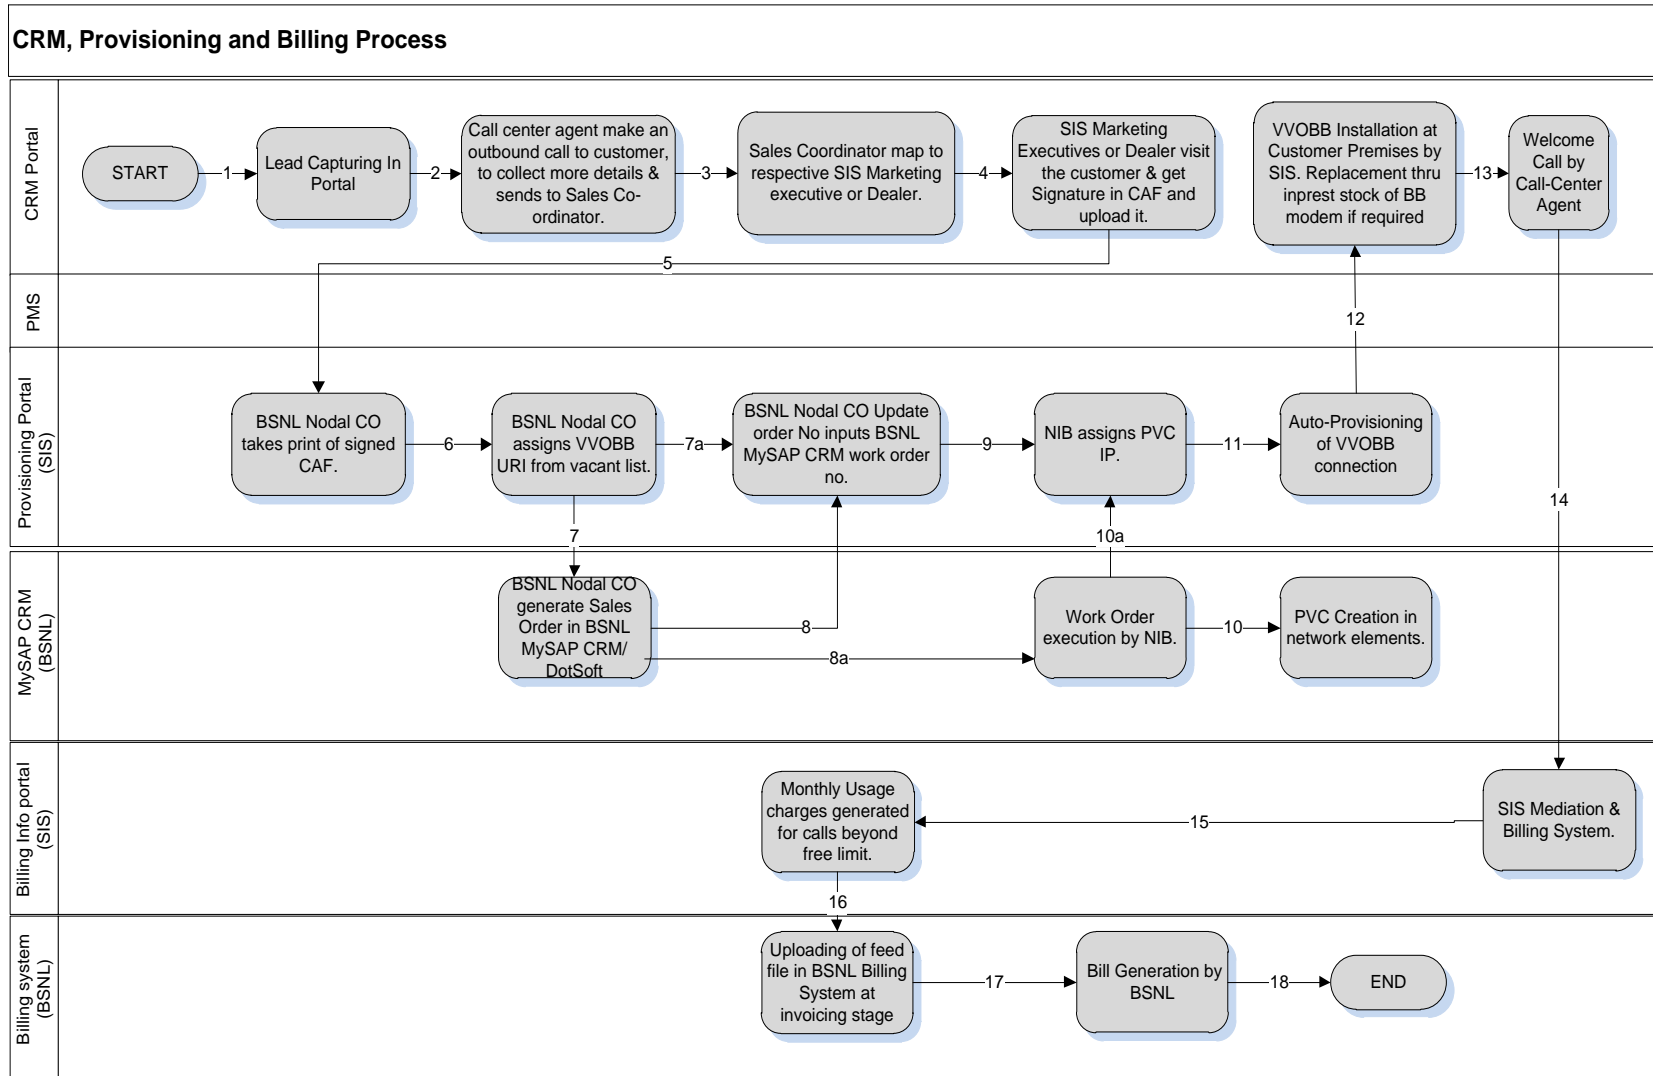 CRM, Provisioning and Billing Process
CRM Portal
START
1
Lead Capturing In
Portal
2
Call center agent make an
outbound call to customer,
to collect more details &
sends to Sales Co-
ordinator.
3
Sales Coordinator map to
respective SIS Marketing
executive or Dealer.
4
SIS Marketing
Executives or Dealer visit
the customer & get
Signature in CAF and
upload it.
VVOBB Installation at
Customer Premises by
SIS. Replacement thru
inprest stock of BB
modem if required
13
Welcome
Call by
Call-Center
Agent
5
PMS
12
Provisioning Portal
(SIS)
BSNL Nodal CO
takes print of signed
CAF.
6
BSNL Nodal CO
assigns VVOBB
URI from vacant list.
7a
BSNL Nodal CO Update
order No inputs BSNL
MySAP CRM work order
no.
9
NIB assigns PVC
IP.
11
Auto-Provisioning
of VVOBB
connection
14
7
10a
MySAP CRM
(BSNL)
BSNL Nodal CO
generate Sales
Order in BSNL
MySAP CRM/
DotSoft
8
8a
Work Order
execution by NIB.
10
PVC Creation in
network elements.
Billing Info portal
(SIS)
Monthly Usage
charges generated
for calls beyond
free limit.
15
SIS Mediation &
Billing System.
16
Billing system
(BSNL)
Uploading of feed
file in BSNL Billing
System at
invoicing stage
17
Bill Generation by
BSNL
18
END